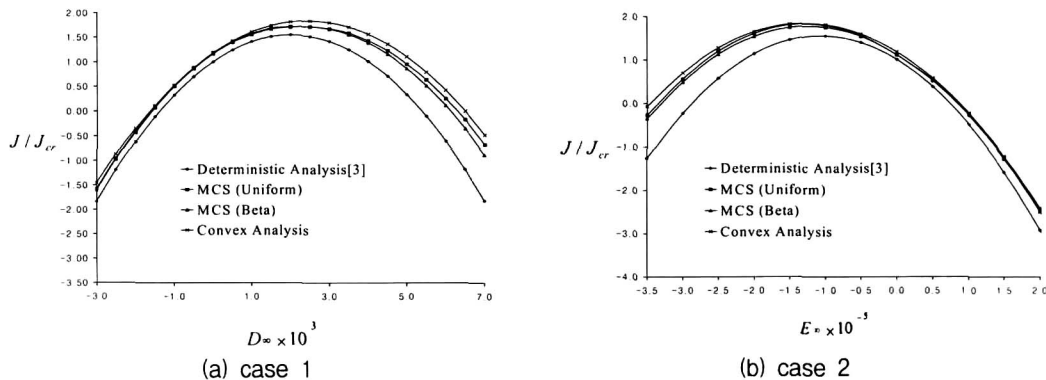 2.00
1.50
1.00
0.50
0.00
-0.50
-1.00
-1.50
-2.00
-2.50
-3.00
-3.50
J / J_cr
Deterministic Analysis[3]
MCS (Uniform)
MCS (Beta)
Convex Analysis
-3.0 -1.0 1.0 3.0 5.0 7.0
D∞ × 10^3
(a) case 1
2.0
1.0
0.0
-1.0
-2.0
-3.0
-4.0
J / J_cr
Deterministic Analysis[3]
MCS (Uniform)
MCS (Beta)
Convex Analysis
-3.5 -3.0 -2.5 -2.0 -1.5 -1.0 -0.5 0.0 0.5 1.0 1.5 2.0
E∞ × 10^-5
(b) case 2